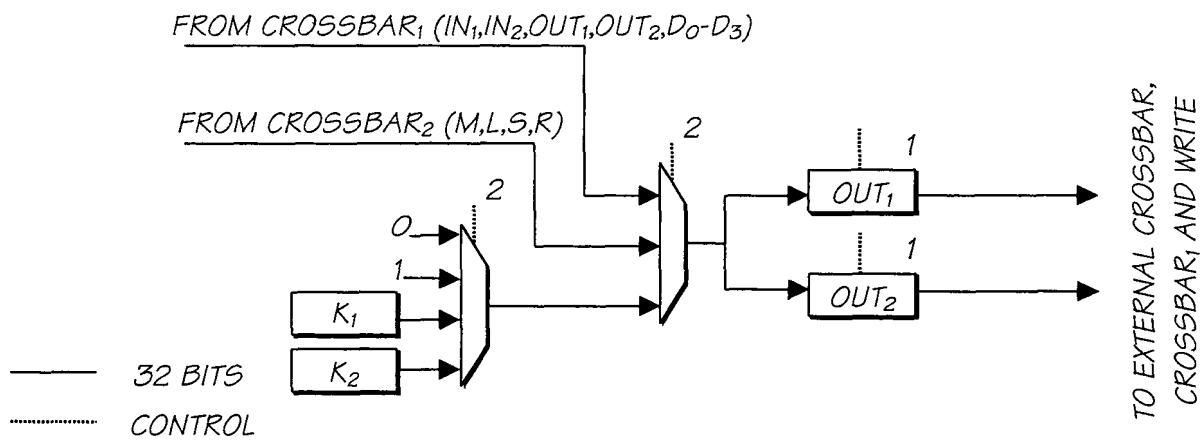 FROM CROSSBAR₁ (IN₁,IN₂,OUT₁,OUT₂,D₀-D₃)
FROM CROSSBAR₂ (M,L,S,R)
2
2
0
1
K₁
K₂
1
OUT₁
1
OUT₂
TO EXTERNAL CROSSBAR,
CROSSBAR₁ AND WRITE
32 BITS
CONTROL